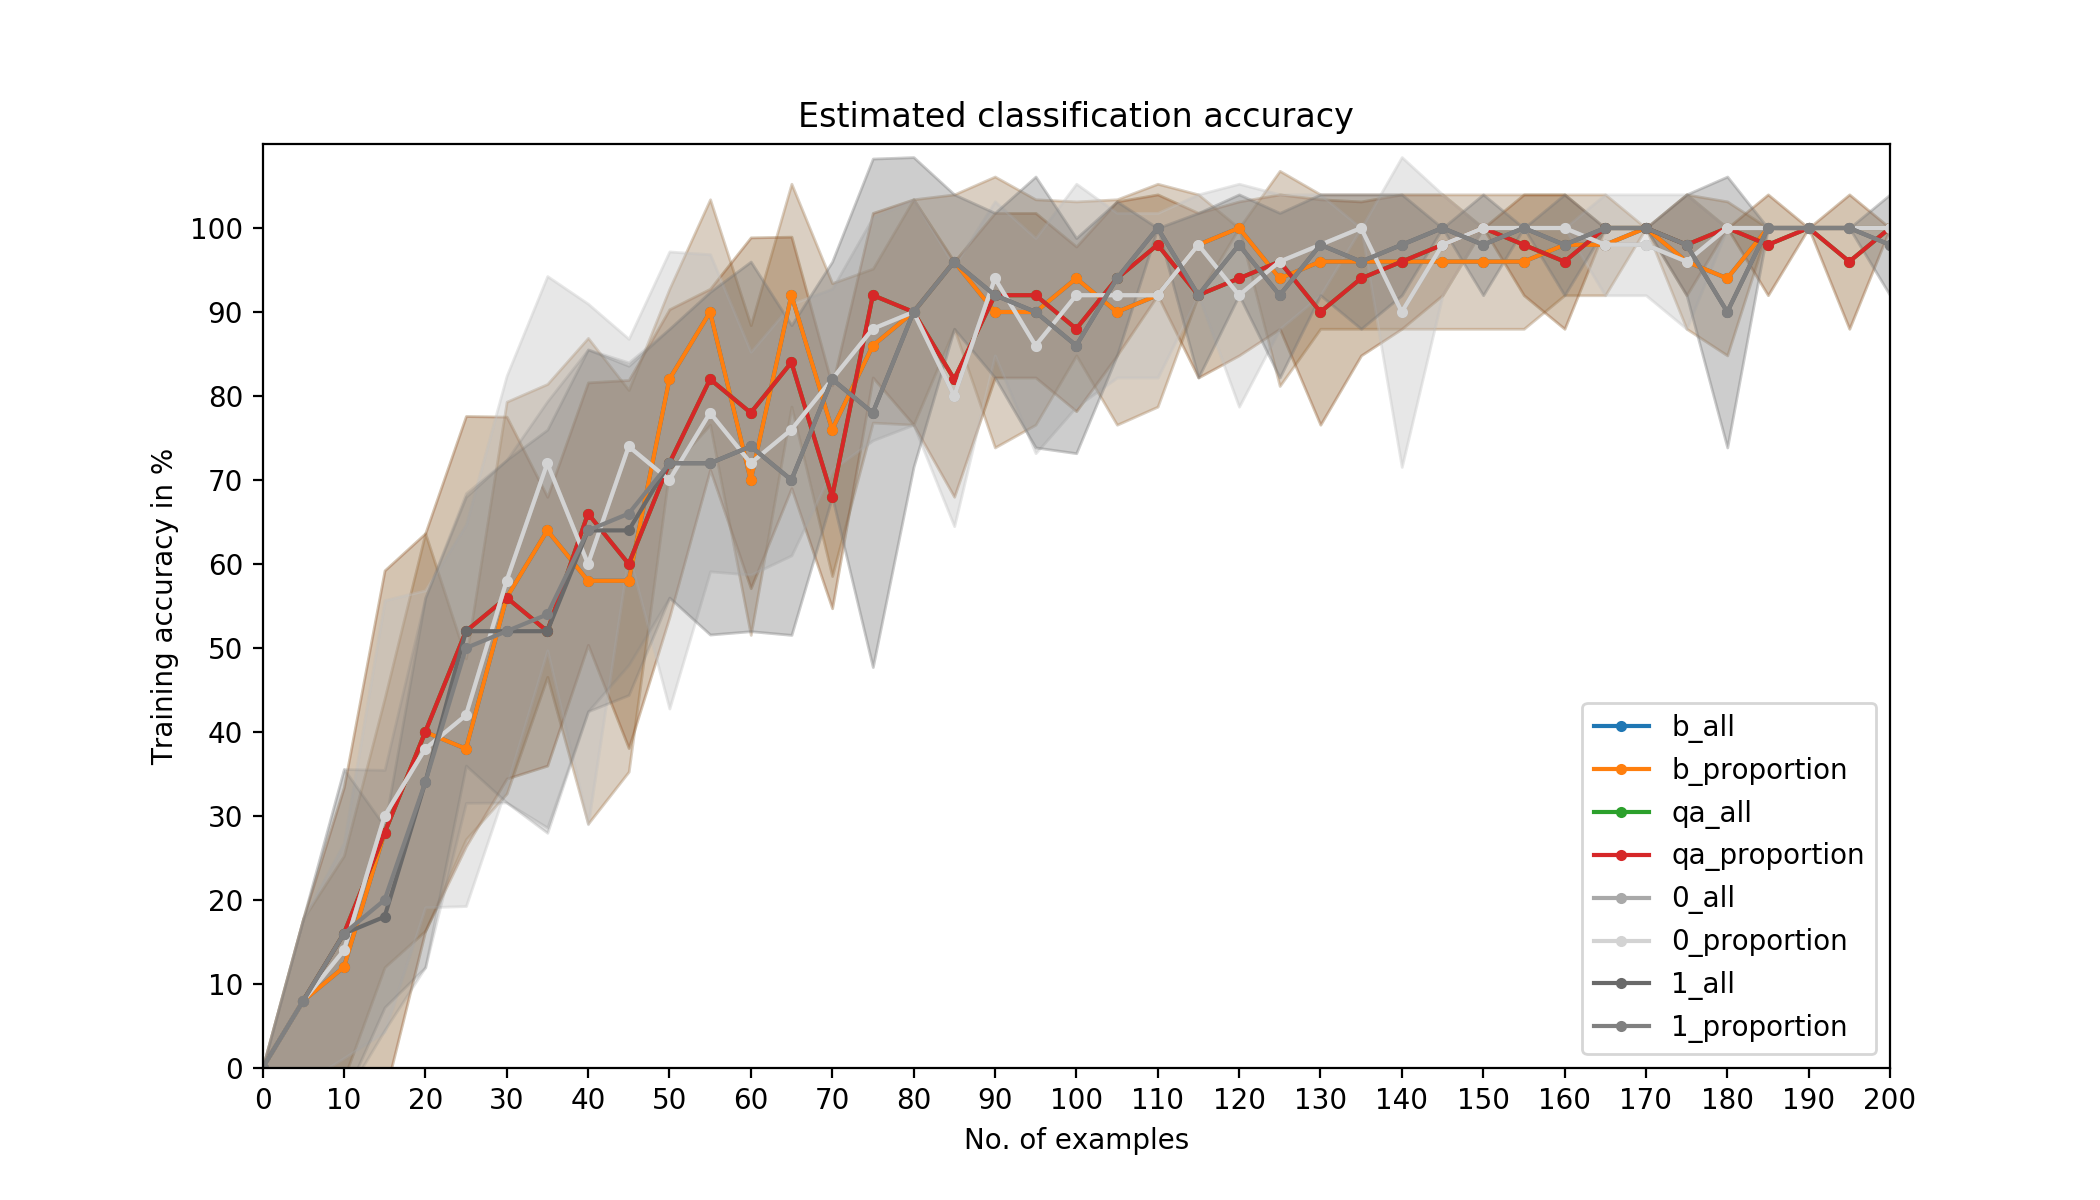 Estimated classification accuracy
Training accuracy in %
100
90
80
70
60
50
40
30
20
10
0
0 10 20 30 40 50 60 70 80 90 100 110 120 130 140 150 160 170 180 190 200
No. of examples
b_all
b_proportion
qa_all
qa_proportion
0_all
0_proportion
1_all
1_proportion